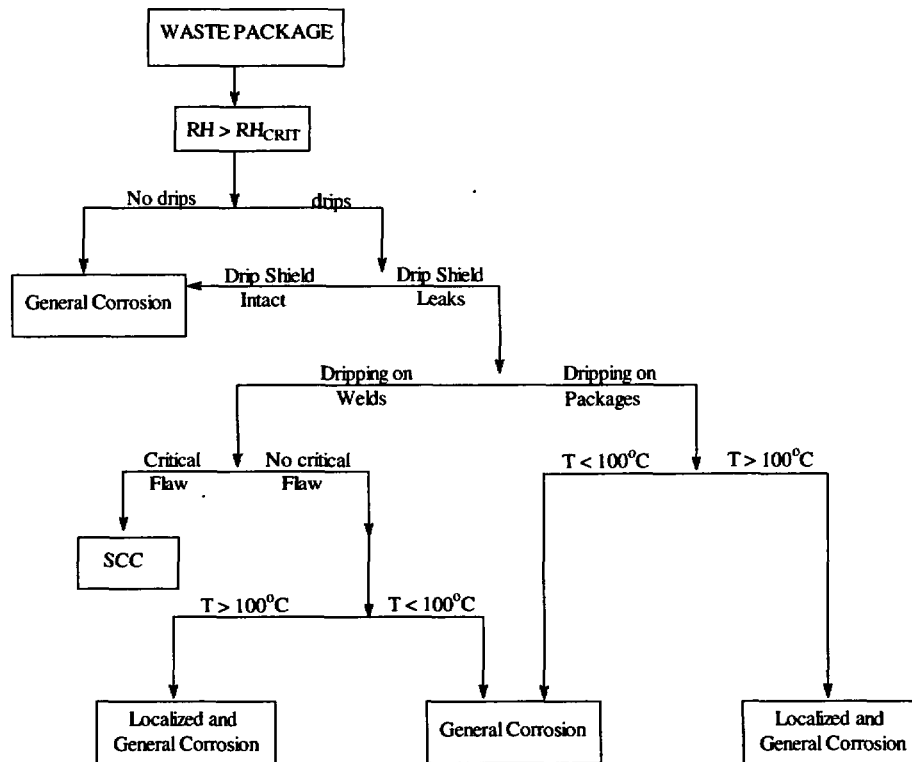 WASTE PACKAGE
RH > RH_CRIT
No drips
drips
Drip Shield
Intact
Drip Shield
Leaks
General Corrosion
Dripping on
Welds
Dripping on
Packages
Critical
Flaw
No critical
Flaw
T < 100°C
T > 100°C
SCC
T > 100°C
T < 100°C
Localized and
General Corrosion
General Corrosion
Localized and
General Corrosion